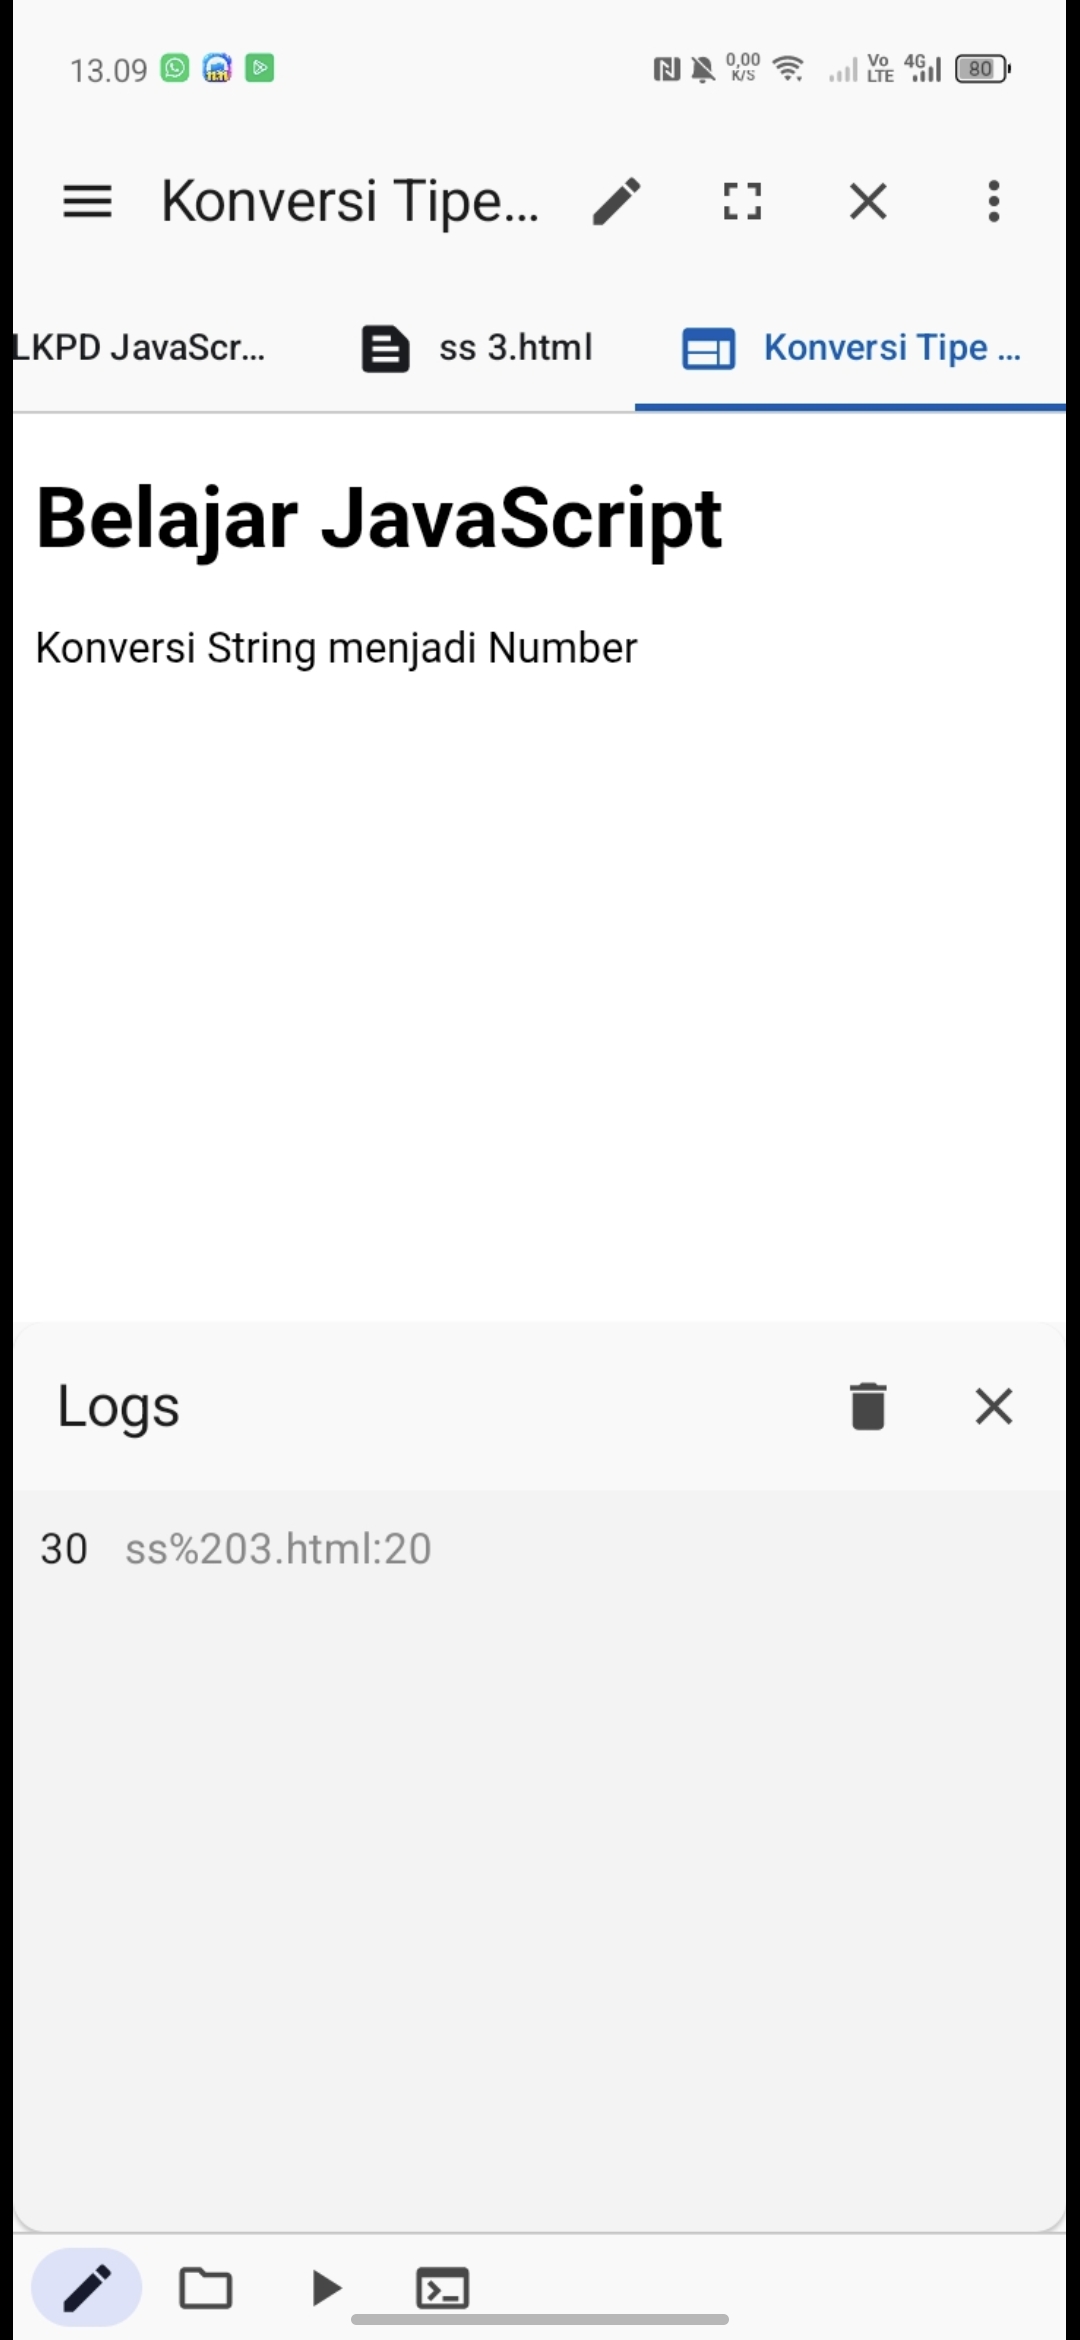 13.09 0,00 K/S Vo LTE 4G 80
Konversi Tipe...
LKPD JavaScr... ss 3.html Konversi Tipe ...
Belajar JavaScript
Konversi String menjadi Number
Logs
30 ss%203.html:20